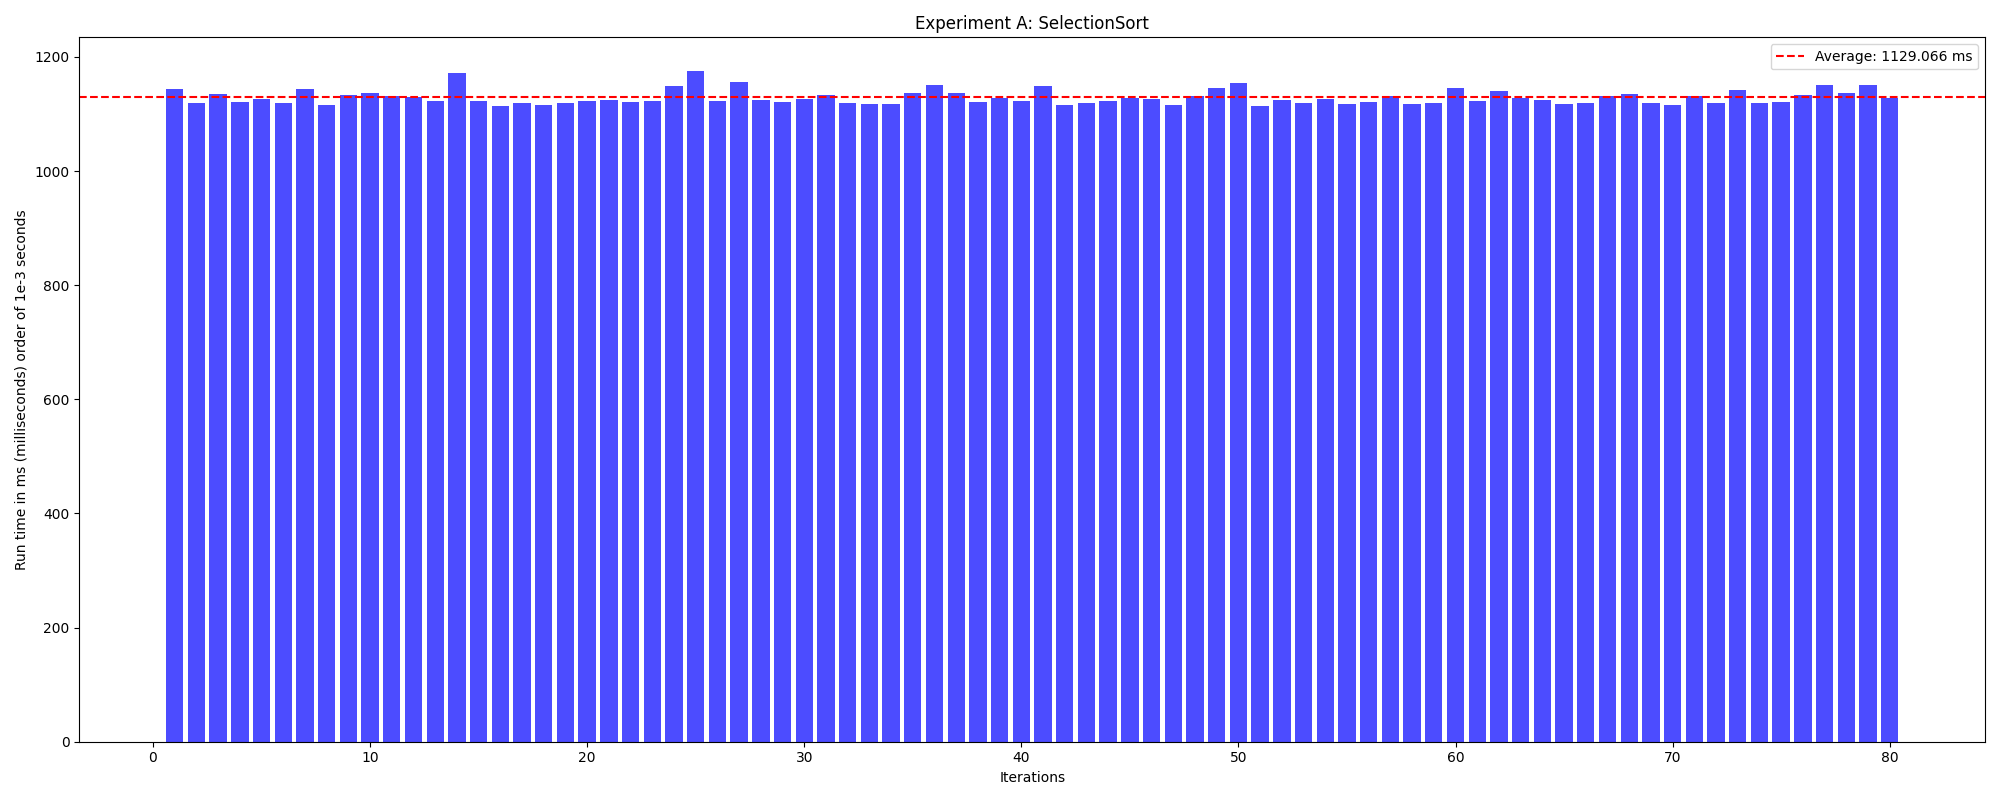 Experiment A: SelectionSort
Average: 1129.066 ms
1200
1000
800
600
400
200
0
Run time in ms (milliseconds) order of 1e-3 seconds
0 10 20 30 40 50 60 70 80
Iterations